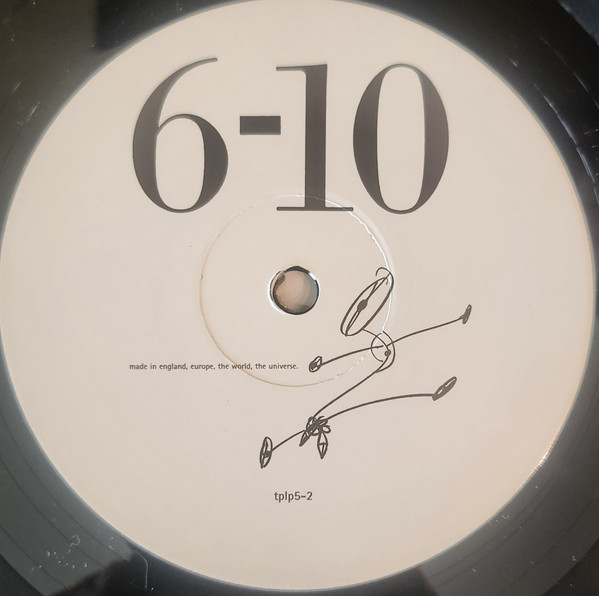 6-10
made in england, europe, the world, the universe.
tplp5-2